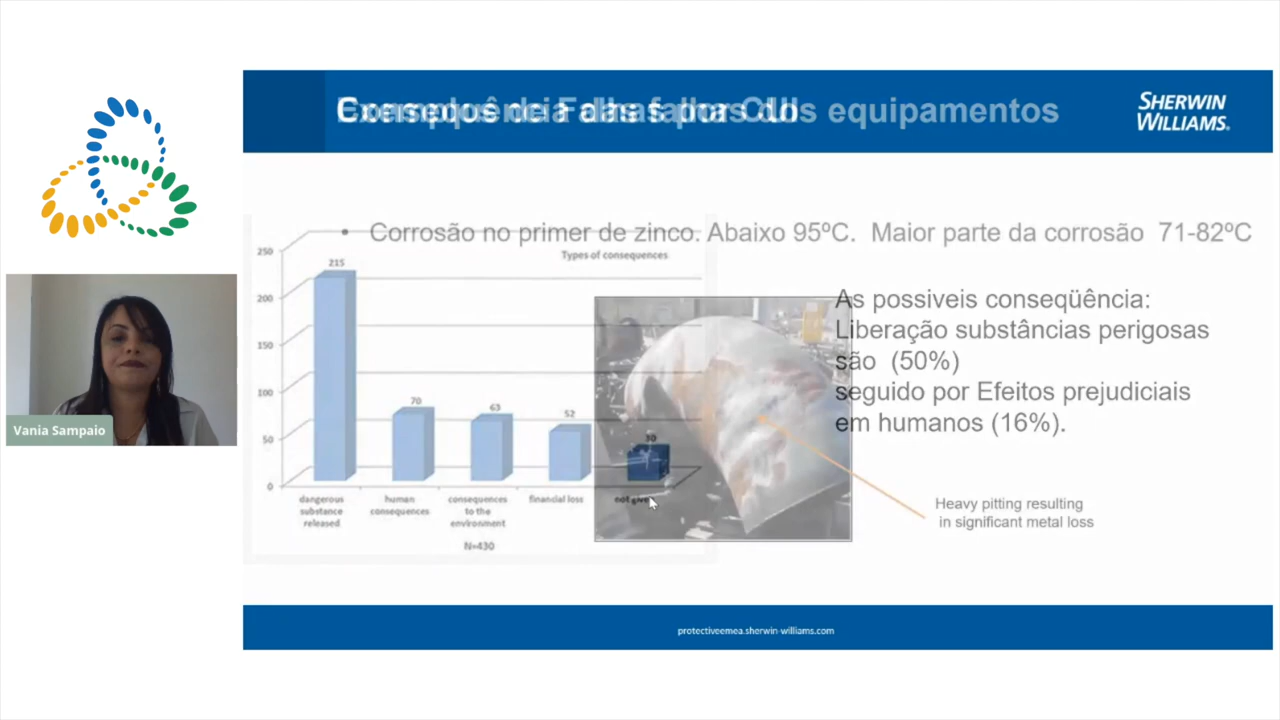 SHERWIN
WILLIAMS.
equipamentos
• Corrosão no primer de zinco. Abaixo 95ºC. Maior parte da corrosão 71-82ºC
Types of consequences
250
200
150
100
50
0
215
70
63
52
30
dangerous
substance
released
human
consequences
consequences
to the
environment
financial loss
not
N=430
As possiveis conseqüência:
Liberação substâncias perigosas
são (50%)
seguido por Efeitos prejudiciais
em humanos (16%).
Heavy pitting resulting
in significant metal loss
Vania Sampaio
protectiveemea.sherwin-williams.com